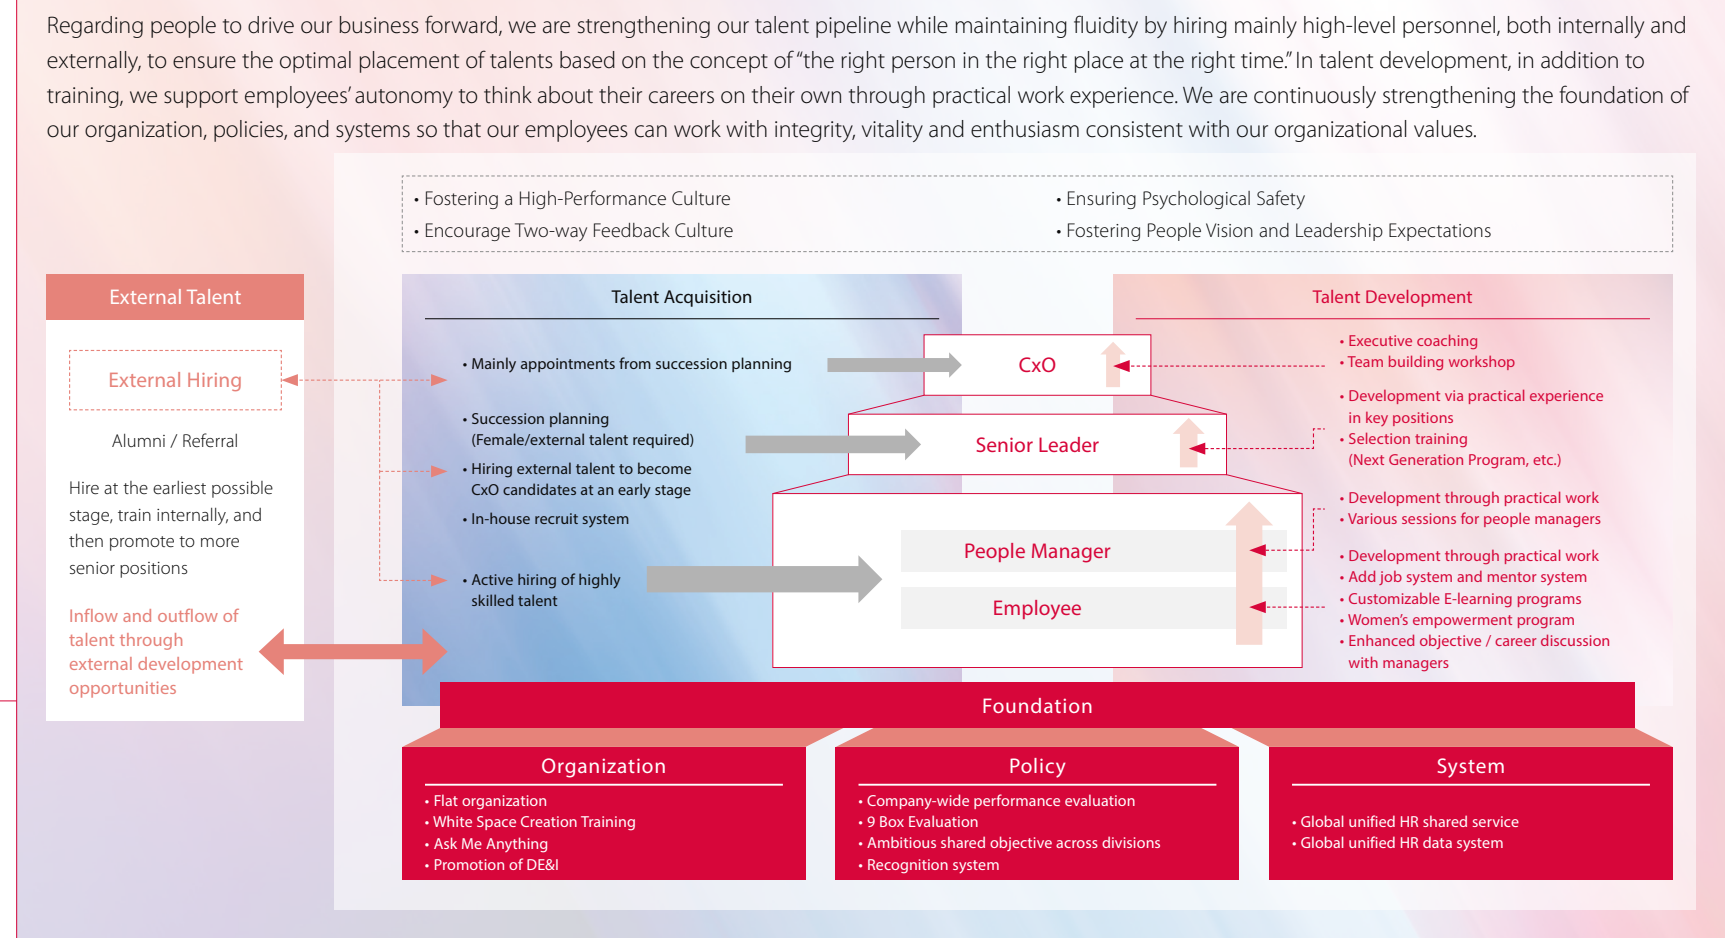 Regarding people to drive our business forward, we are strengthening our talent pipeline while maintaining fluidity by hiring mainly high-level personnel, both internally and
externally, to ensure the optimal placement of talents based on the concept of “the right person in the right place at the right time.” In talent development, in addition to
training, we support employees’ autonomy to think about their careers on their own through practical work experience. We are continuously strengthening the foundation of
our organization, policies, and systems so that our employees can work with integrity, vitality and enthusiasm consistent with our organizational values.
• Fostering a High-Performance Culture
• Encourage Two-way Feedback Culture
• Ensuring Psychological Safety
• Fostering People Vision and Leadership Expectations
External Talent
External Hiring
Alumni / Referral
Hire at the earliest possible
stage, train internally, and
then promote to more
senior positions
Inflow and outflow of
talent through
external development
opportunities
Talent Acquisition
• Mainly appointments from succession planning
• Succession planning
(Female/external talent required)
• Hiring external talent to become
CxO candidates at an early stage
• In-house recruit system
• Active hiring of highly
skilled talent
CxO
Senior Leader
People Manager
Employee
Talent Development
• Executive coaching
• Team building workshop
• Development via practical experience
in key positions
• Selection training
(Next Generation Program, etc.)
• Development through practical work
• Various sessions for people managers
• Development through practical work
• Add job system and mentor system
• Customizable E-learning programs
• Women’s empowerment program
• Enhanced objective / career discussion
with managers
Foundation
Organization
• Flat organization
• White Space Creation Training
• Ask Me Anything
• Promotion of DE&I
Policy
• Company-wide performance evaluation
• 9 Box Evaluation
• Ambitious shared objective across divisions
• Recognition system
System
• Global unified HR shared service
• Global unified HR data system